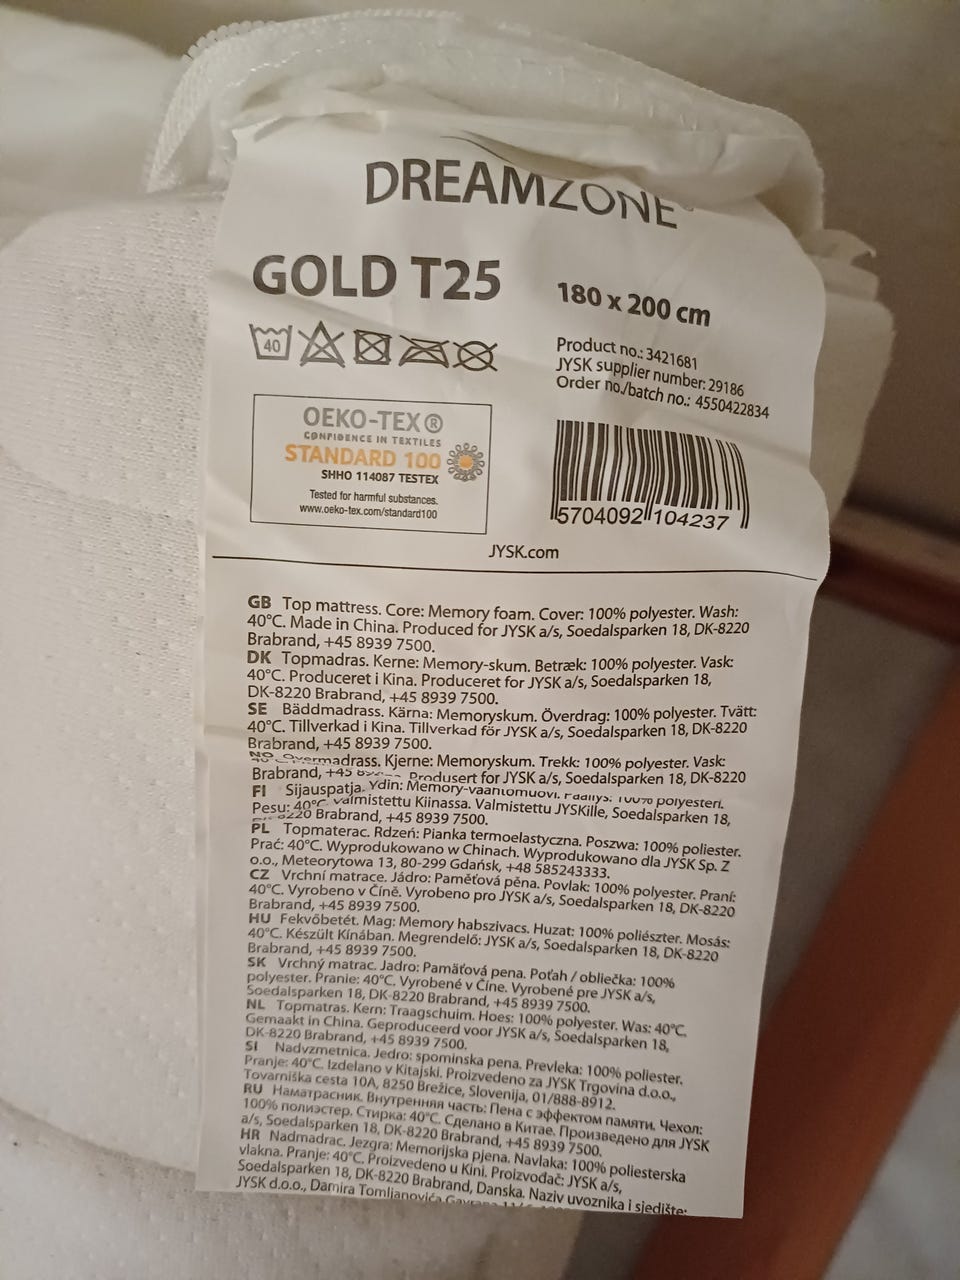 DREAMZONE®
GOLD T25
180 x 200 cm
40
Product no.: 3421681
JYSK supplier number: 29186
Order no./batch no.: 4550422834
OEKO-TEX®
CONFIDENCE IN TEXTILES
STANDARD 100
SHHO 114087 TESTEX
Tested for harmful substances.
www.oeko-tex.com/standard100
5704092 104237
JYSK.com
GB Top mattress. Core: Memory foam. Cover: 100% polyester. Wash:
40°C. Made in China. Produced for JYSK a/s, Soedalsparken 18, DK-8220
Brabrand, +45 8939 7500.
DK Topmadras. Kerne: Memory-skum. Betræk: 100% polyester. Vask:
40°C. Produceret i Kina. Produceret for JYSK a/s, Soedalsparken 18,
DK-8220 Brabrand, +45 8939 7500.
SE Bäddmadrass. Kärna: Memoryskum. Överdrag: 100% polyester. Tvätt:
40°C. Tillverkad i Kina. Tillverkad för JYSK a/s, Soedalsparken 18, DK-8220
Brabrand, +45 8939 7500.
NO Overmadrass. Kjerne: Memoryskum. Trekk: 100% polyester. Vask:
Produsert for JYSK a/s, Soedalsparken 18, DK-8220
Brabrand, +45
FI Sijauspatja. Ydin: Memory-vaahtomuovi. Päällys: 100% polyesteri.
Pesu: 40°C Valmistettu Kiinassa. Valmistettu JYSKille, Soedalsparken 18,
8220 Brabrand, +45 8939 7500.
PL Topmaterac. Rdzeń: Pianka termoelastyczna. Poszwa: 100% poliester.
Prać: 40°C. Wyprodukowano w Chinach. Wyprodukowano dla JYSK Sp. Z
o.o., Meteorytowa 13, 80-299 Gdańsk, +48 585243333.
CZ Vrchní matrace. Jádro: Paměťová pěna. Povlak: 100% polyester. Praní:
40°C. Vyrobeno v Číně. Vyrobeno pro JYSK a/s, Soedalsparken 18, DK-8220
Brabrand, +45 8939 7500.
HU Fekvőbetét. Mag: Memory habszivacs. Huzat: 100% poliészter. Mosás:
40°C. Készült Kínában. Megrendelő: JYSK a/s, Soedalsparken 18, DK-8220
Brabrand, +45 8939 7500.
SK Vrchný matrac. Jadro: Pamäťová pena. Poťah / obliečka: 100%
polyester. Pranie: 40°C. Vyrobené v Číne. Vyrobené pre JYSK a/s,
Soedalsparken 18, DK-8220 Brabrand, +45 8939 7500.
NL Topmatras. Kern: Traagschuim. Hoes: 100% polyester. Was: 40°C.
Gemaakt in China. Geproduceerd voor JYSK a/s, Soedalsparken 18,
DK-8220 Brabrand, +45 8939 7500.
SI Nadvzmetnica. Jedro: spominska pena. Prevleka: 100% poliester.
Pranje: 40°C. Izdelano v Kitajski. Proizvedeno za JYSK Trgovina d.o.o.,
Tovarniška cesta 10A, 8250 Brežice, Slovenija, 01/888-8912.
RU Наматрасник. Внутренняя часть: Пена с эффектом памяти. Чехол:
100% полиэстер. Стирка: 40°C. Сделано в Китае. Произведено для JYSK
a/s, Soedalsparken 18, DK-8220 Brabrand, +45 8939 7500.
HR Nadmadrac. Jezgra: Memorijska pjena. Navlaka: 100% poliesterska
vlakna. Pranje: 40°C. Proizvedeno u Kini. Proizvođač: JYSK a/s,
Soedalsparken 18, DK-8220 Brabrand, Danska. Naziv uvoznika i sjedište:
JYSK d.o.o., Damira Tomljanovića Gavrana